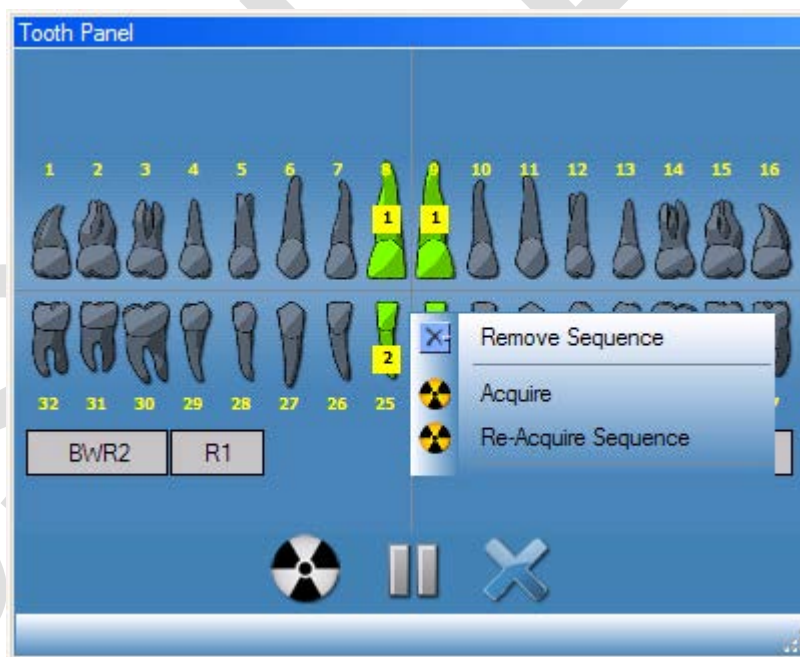 Tooth Panel
1 2 3 4 5 6 7 8 9 10 11 12 13 14 15 16
1 1
2
Remove Sequence
Acquire
Re-Acquire Sequence
32 31 30 29 28 27 26 25
BWR2 R1